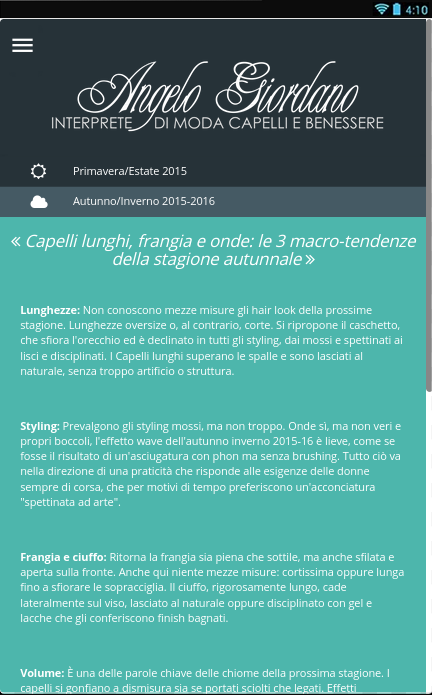 4:10
Angelo Giordano
INTERPRETE DI MODA CAPELLI E BENESSERE
Primavera/Estate 2015
Autunno/Inverno 2015-2016
« Capelli lunghi, frangia e onde: le 3 macro-tendenze
della stagione autunnale »
Lunghezze: Non conoscono mezze misure gli hair look della prossime
stagione. Lunghezze oversize o, al contrario, corte. Si ripropone il caschetto,
che sfiora l'orecchio ed è declinato in tutti gli styling, dai mossi e spettinati ai
lisci e disciplinati. I Capelli lunghi superano le spalle e sono lasciati al
naturale, senza troppo artificio o struttura.
Styling: Prevalgono gli styling mossi, ma non troppo. Onde sì, ma non veri e
propri boccoli, l'effetto wave dell'autunno inverno 2015-16 è lieve, come se
fosse il risultato di un'asciugatura con phon ma senza brushing. Tutto ciò va
nella direzione di una praticità che risponde alle esigenze delle donne
sempre di corsa, che per motivi di tempo preferiscono un'acconciatura
"spettinata ad arte".
Frangia e ciuffo: Ritorna la frangia sia piena che sottile, ma anche sfilata e
aperta sulla fronte. Anche qui niente mezze misure: cortissima oppure lunga
fino a sfiorare le sopracciglia. Il ciuffo, rigorosamente lungo, cade
lateralmente sul viso, lasciato al naturale oppure disciplinato con gel e
lacche che gli conferiscono finish bagnati.
Volume: È una delle parole chiave delle chiome della prossima stagione. I
capelli si gonfiano a dismisura sia se portati sciolti che legati. Effetti